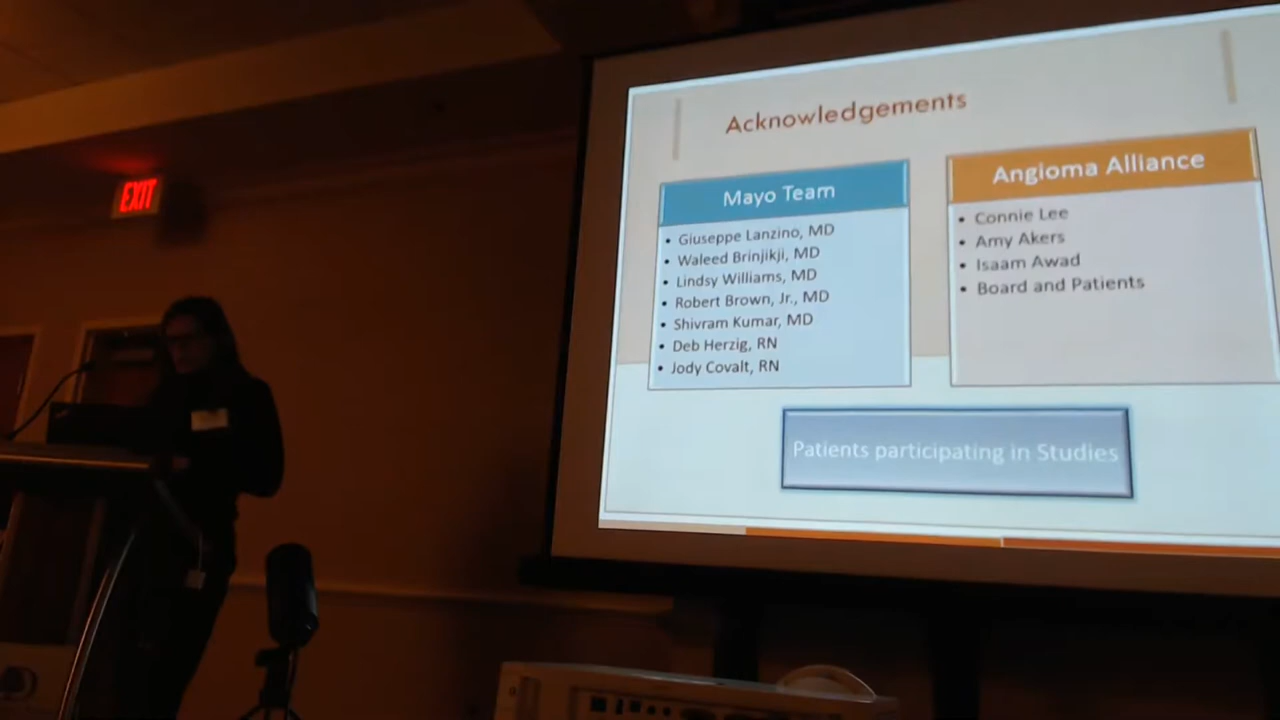 EXIT
Acknowledgements
Mayo Team
• Giuseppe Lanzino, MD
• Waleed Brinjikji, MD
• Lindsy Williams, MD
• Robert Brown, Jr., MD
• Shivram Kumar, MD
• Deb Herzig, RN
• Jody Covalt, RN
Angioma Alliance
• Connie Lee
• Amy Akers
• Isaam Awad
• Board and Patients
Patients participating in Studies